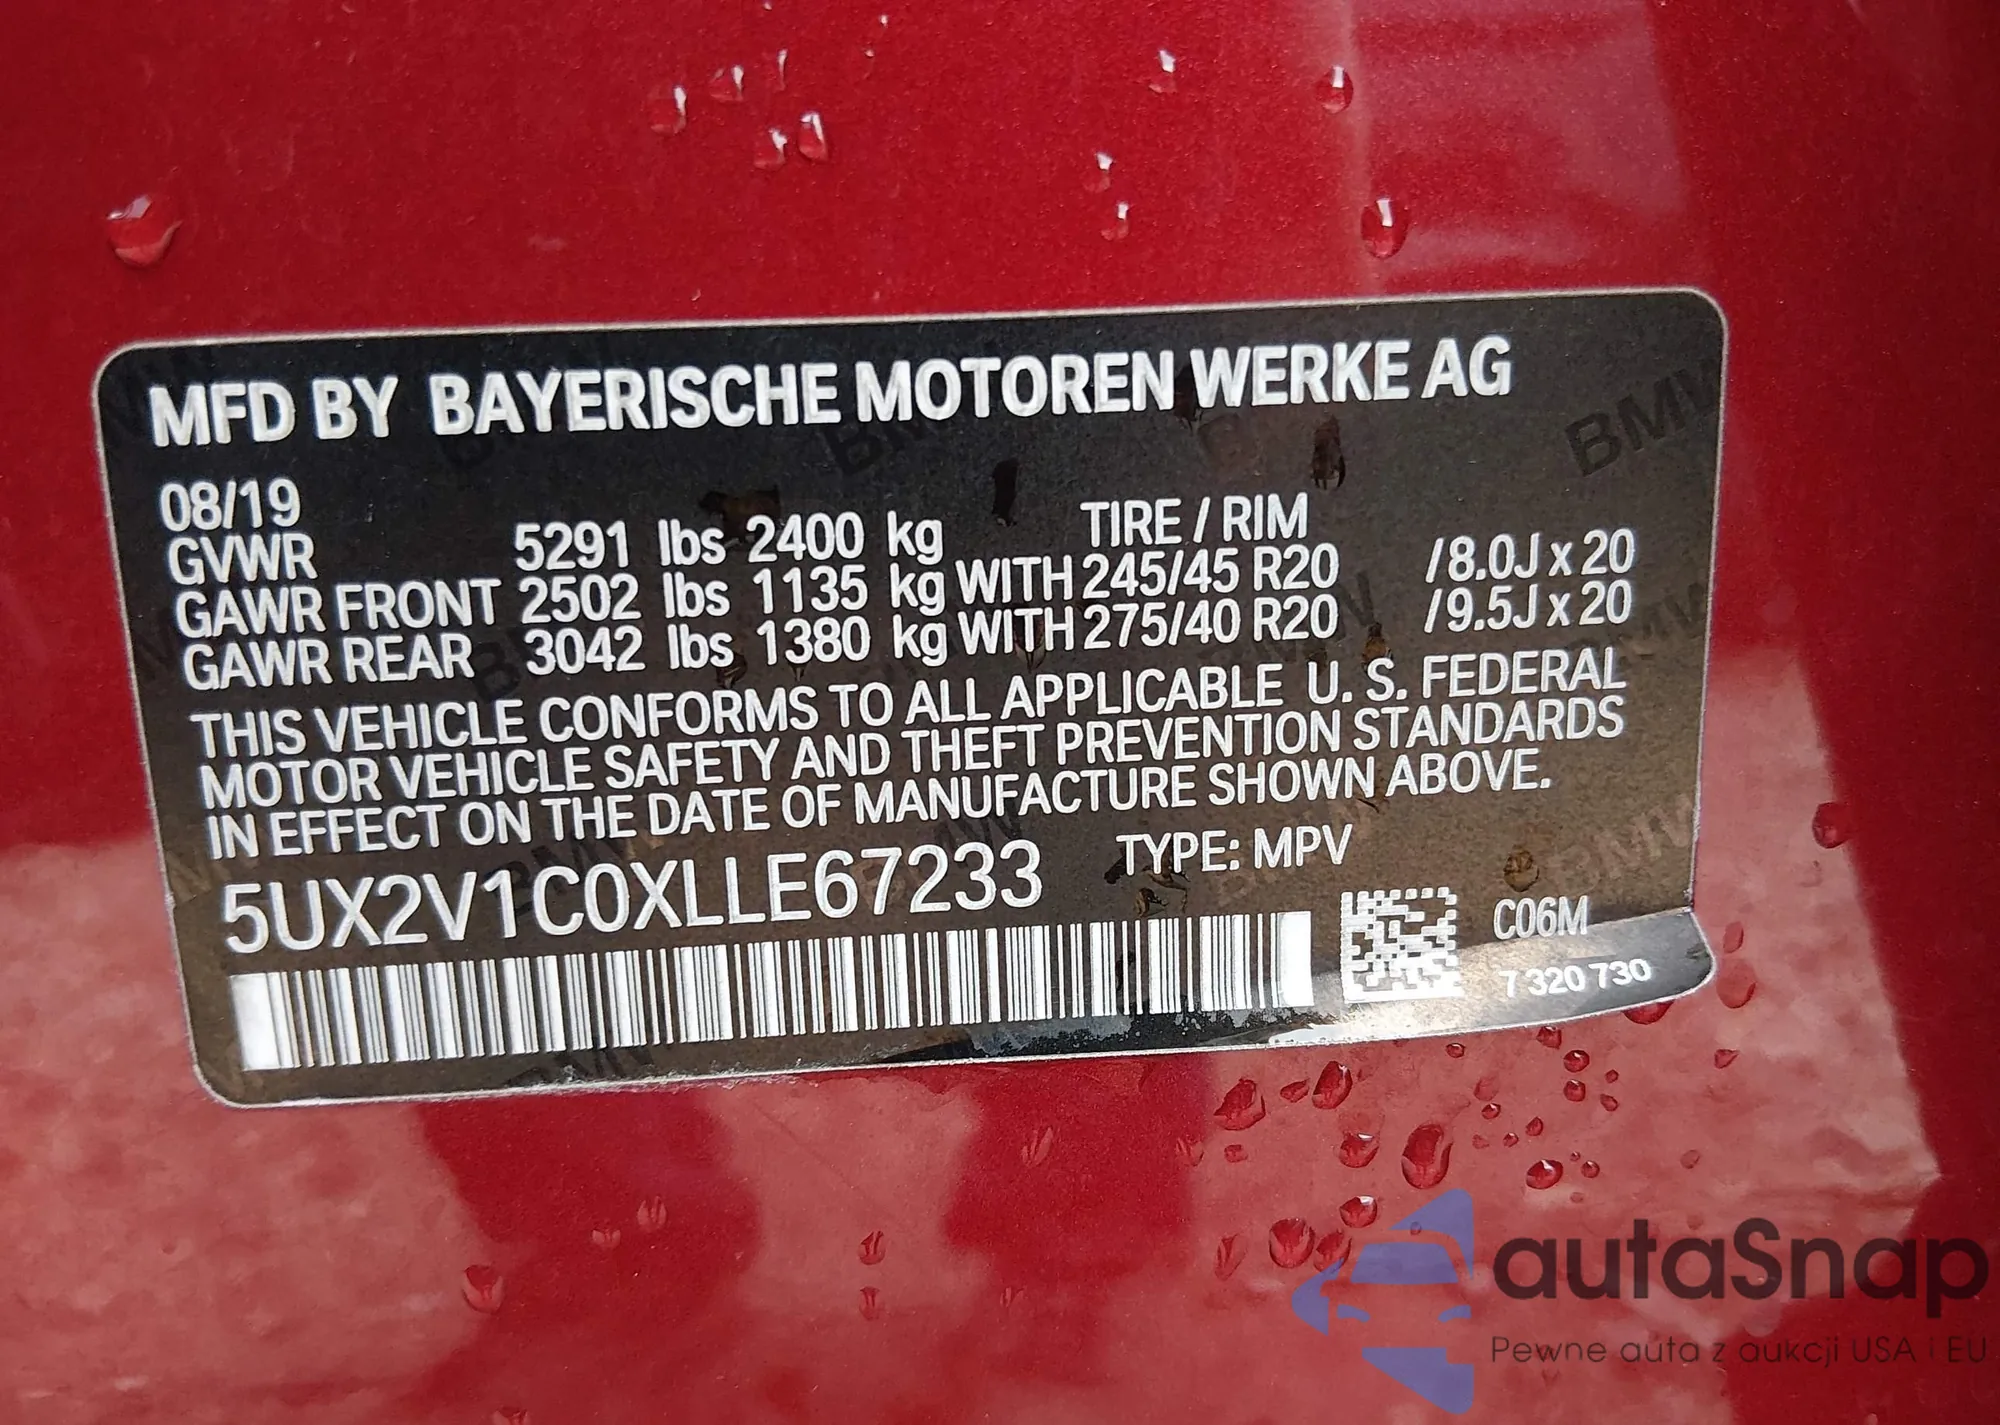 MFD BY BAYERISCHE MOTOREN WERKE AG
08/19
TIRE / RIM
GVWR 5291 lbs 2400 kg
GAWR FRONT 2502 lbs 1135 kg WITH 245/45 R20 /8.0J x 20
GAWR REAR 3042 lbs 1380 kg WITH 275/40 R20 /9.5J x 20
THIS VEHICLE CONFORMS TO ALL APPLICABLE U. S. FEDERAL
MOTOR VEHICLE SAFETY AND THEFT PREVENTION STANDARDS
IN EFFECT ON THE DATE OF MANUFACTURE SHOWN ABOVE.
5UX2V1C0XLLE67233 TYPE: MPV
C06M
7 320 730
autaSnap
Pewne auta z aukcji USA i EU